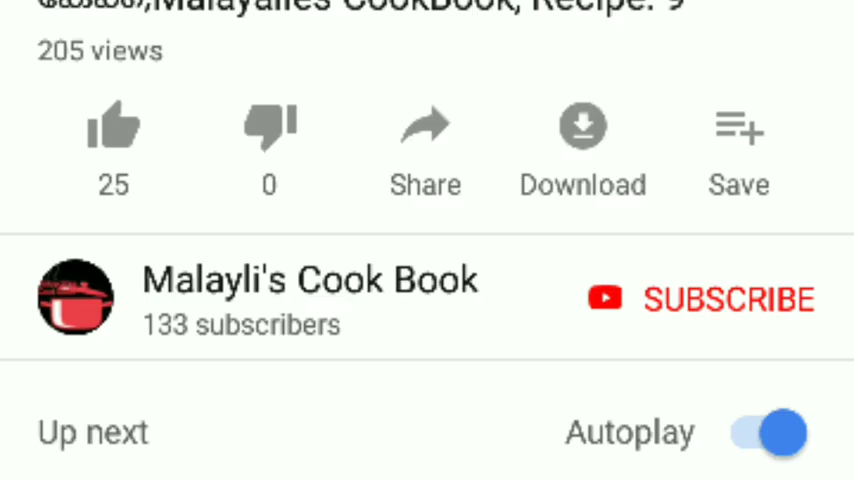 CookBook, Recipe: 9
205 views
25
0
Share
Download
Save
Malayli's Cook Book
133 subscribers
SUBSCRIBE
Up next
Autoplay